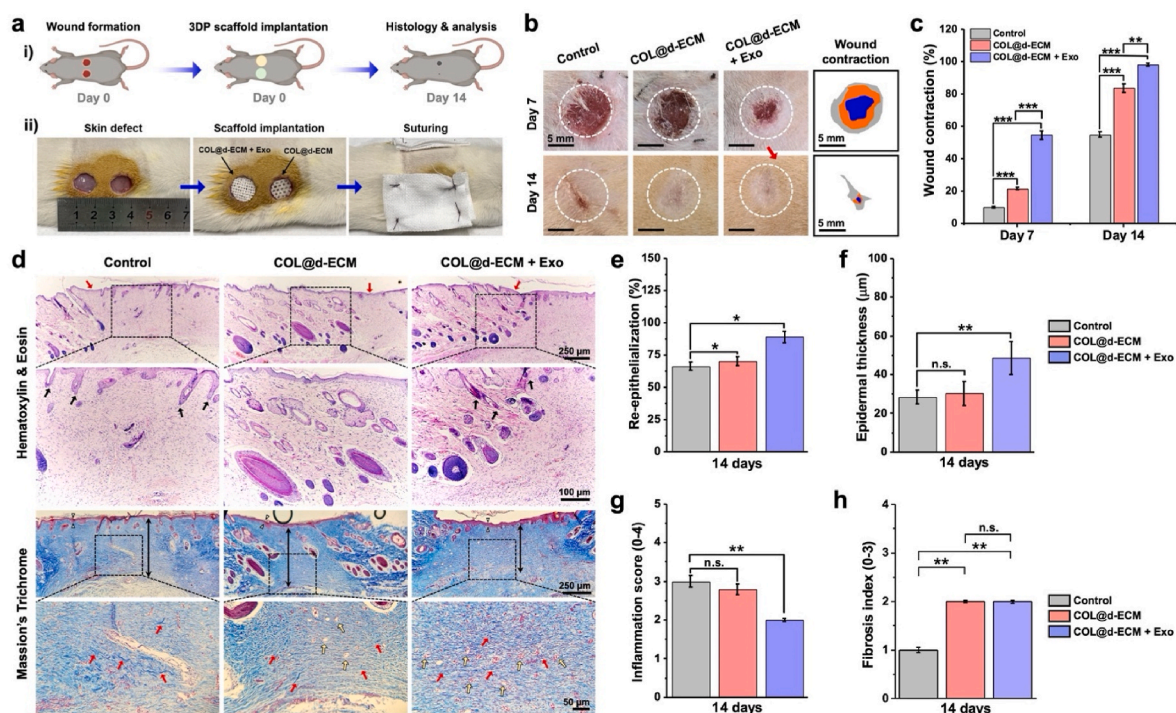 a
i)
Wound formation
3DP scaffold implantation
Histology & analysis
Day 0
Day 0
Day 14
ii)
Skin defect
Scaffold implantation
Suturing
COL@d-ECM + Exo
COL@d-ECM
1 2 3 4 5 6 7
b
Control
COL@d-ECM
COL@d-ECM
+ Exo
Wound
contraction
Day 7
5 mm
5 mm
Day 14
5 mm
c
Wound contraction (%)
100
80
60
40
20
0
Control
COL@d-ECM
COL@d-ECM + Exo
***
***
***
***
***
**
Day 7
Day 14
d
Control
COL@d-ECM
COL@d-ECM + Exo
Hematoxylin & Eosin
250 µm
100 µm
Massion's Trichrome
250 µm
50 µm
e
Re-epithelialization (%)
150
125
100
75
50
25
0
*
*
14 days
f
Epidermal thickness (µm)
100
80
60
40
20
0
**
n.s.
14 days
Control
COL@d-ECM
COL@d-ECM + Exo
g
Inflammation score (0-4)
5
4
3
2
1
0
**
n.s.
14 days
h
Fibrosis index (0-3)
4
3
2
1
0
n.s.
**
**
14 days
Control
COL@d-ECM
COL@d-ECM + Exo